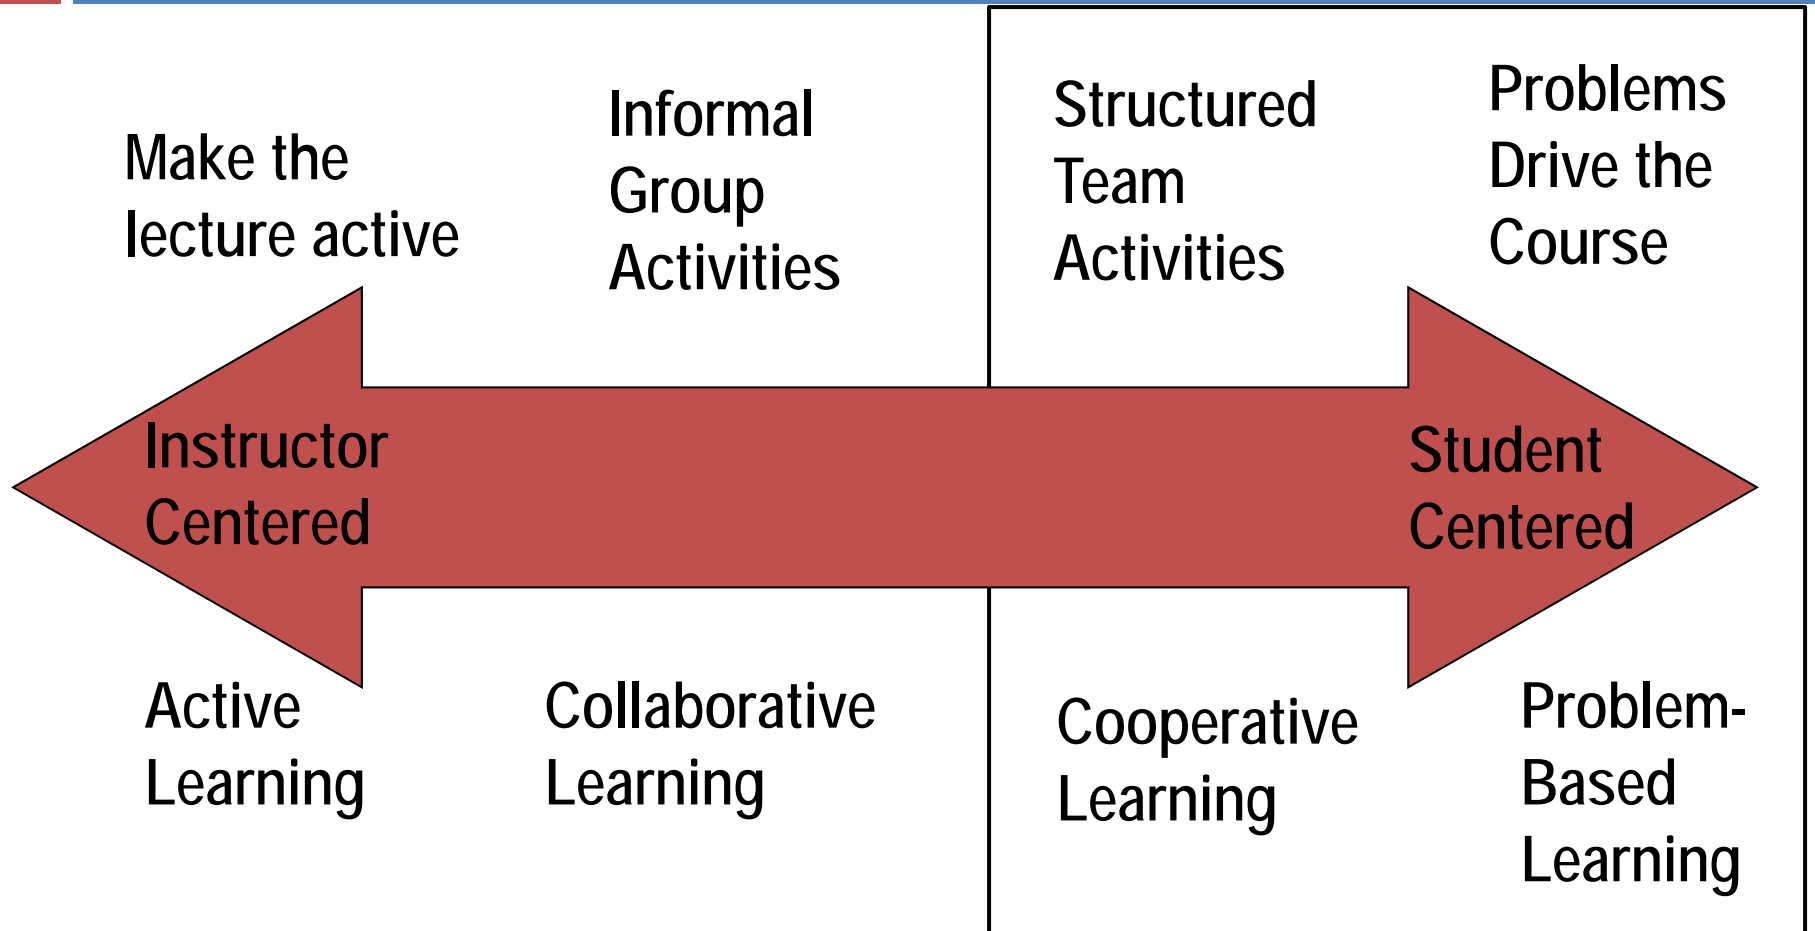 Make the
lecture active
Informal
Group
Activities
Structured
Team
Activities
Problems
Drive the
Course
Instructor
Centered
Student
Centered
Active
Learning
Collaborative
Learning
Cooperative
Learning
Problem-
Based
Learning